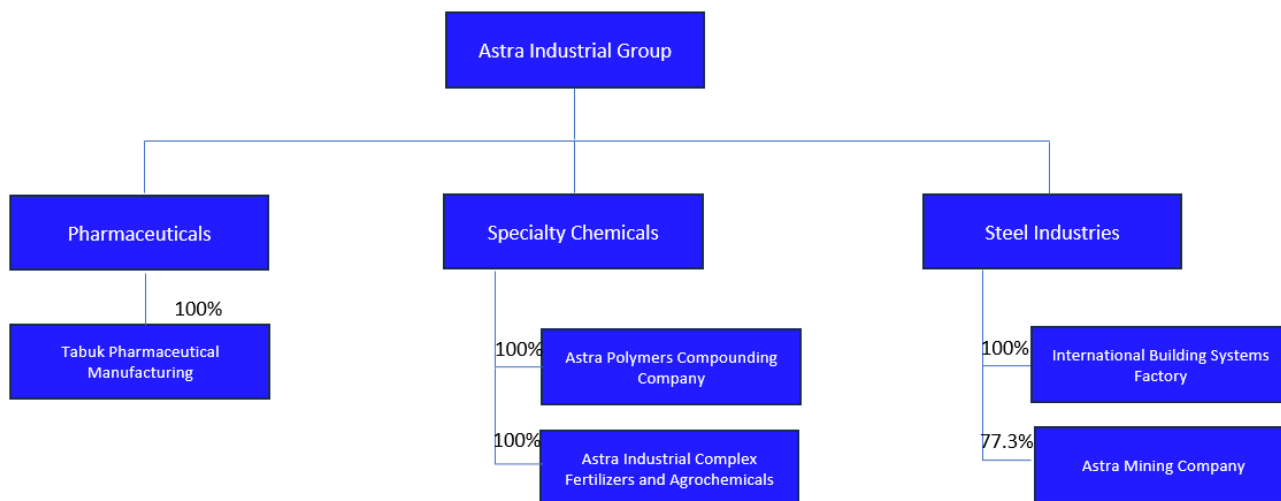 Astra Industrial Group
Pharmaceuticals
Specialty Chemicals
Steel Industries
100%
Tabuk Pharmaceutical
Manufacturing
100%
Astra Polymers Compounding
Company
100%
International Building Systems
Factory
100%
Astra Industrial Complex
Fertilizers and Agrochemicals
77.3%
Astra Mining Company